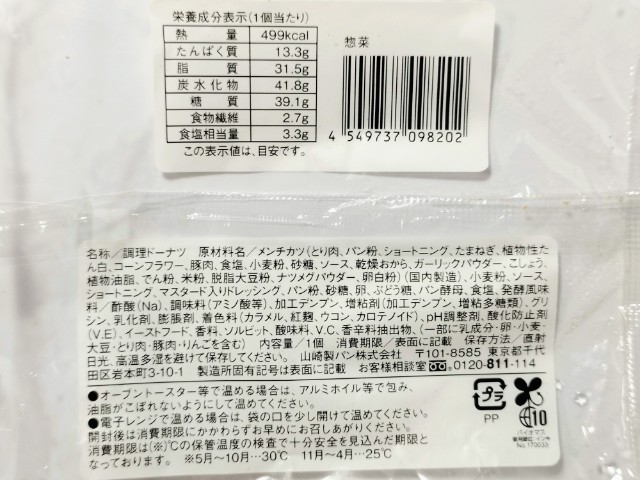 栄養成分表示(1個当たり)
熱量 499kcal
たんぱく質 13.3g
脂質 31.5g
炭水化物 41.8g
糖質 39.1g
食物繊維 2.7g
食塩相当量 3.3g
この表示値は、目安です。
惣菜
4 549737 098202
名称/調理ドーナツ 原材料名/メンチカツ(とり肉、パン粉、ショートニング、たまねぎ、植物性たん
白、コーンフラワー、豚肉、食塩、小麦粉、砂糖、ソース、乾燥おから、ガーリックパウダー、こしょう、
植物油脂、でん粉、米粉、脱脂大豆粉、ナツメグパウダー、卵白粉)(国内製造)、小麦粉、ソース、
ショートニング、マスタード入りドレッシング、パン粉、砂糖、卵、ぶどう糖、パン酵母、食塩、発酵風味
料/酢酸(Na)、調味料(アミノ酸等)、加工デンプン、増粘剤(加工デンプン、増粘多糖類)、グリ
シン、乳化剤、膨脹剤、着色料(カラメル、紅麹、ウコン、カロテノイド)、pH調整剤、酸化防止剤
(V.E)、イーストフード、香料、ソルビット、酸味料、V.C、香辛料抽出物、(一部に乳成分・卵・小麦・
大豆・とり肉・豚肉・りんごを含む) 内容量/1個 消費期限/表面に記載 保存方法/直射
日光、高温多湿を避けて保存してください。 山崎製パン株式会社 〒101-8585 東京都千代
田区岩本町3-10-1 製造所固有記号は表面に記載 お客様相談室 0120-811-114
●オーブントースター等で温める場合は、アルミホイル等で包み、
油脂がこぼれないようにして温めてください。
●電子レンジで温める場合は、袋の口を少し開けて温めてください。
開封後は消費期限にかかわらずお早めにお召しあがりください。
消費期限は(※)℃の保管温度の検査で十分安全を見込んだ期限と
なっております。 ※5月〜10月…30℃ 11月〜4月…25℃
プラ
PP
10
バイオマス
No.170033